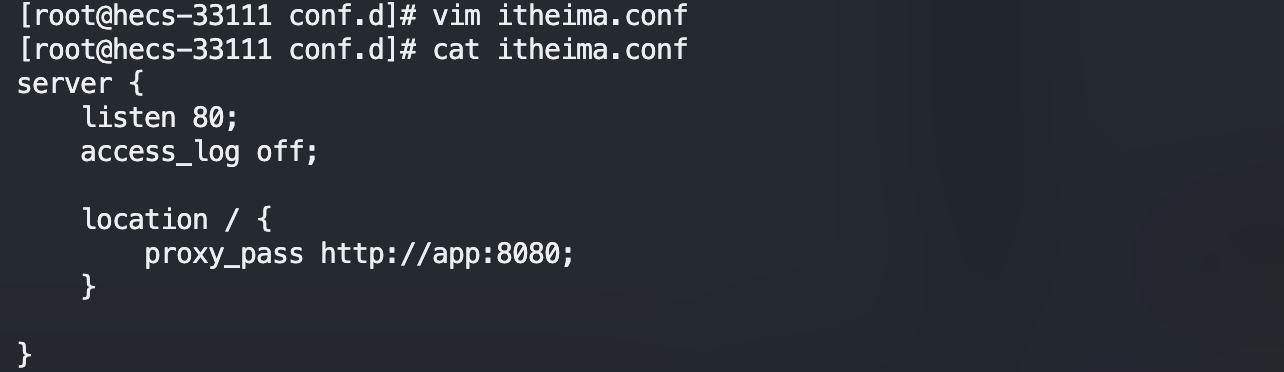 [root@hecs-33111 conf.d]# vim itheima.conf
[root@hecs-33111 conf.d]# cat itheima.conf
server {
    listen 80;
    access_log off;

    location / {
        proxy_pass http://app:8080;
    }

}